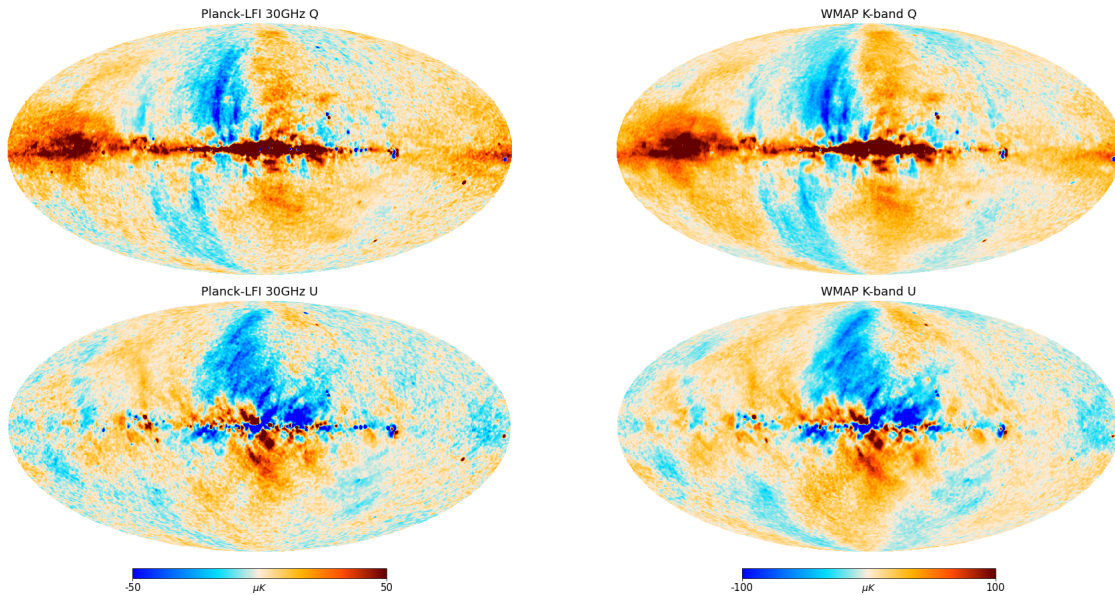 Planck-LFI 30GHz Q
WMAP K-band Q
Planck-LFI 30GHz U
WMAP K-band U
-50 μK 50
-100 μK 100